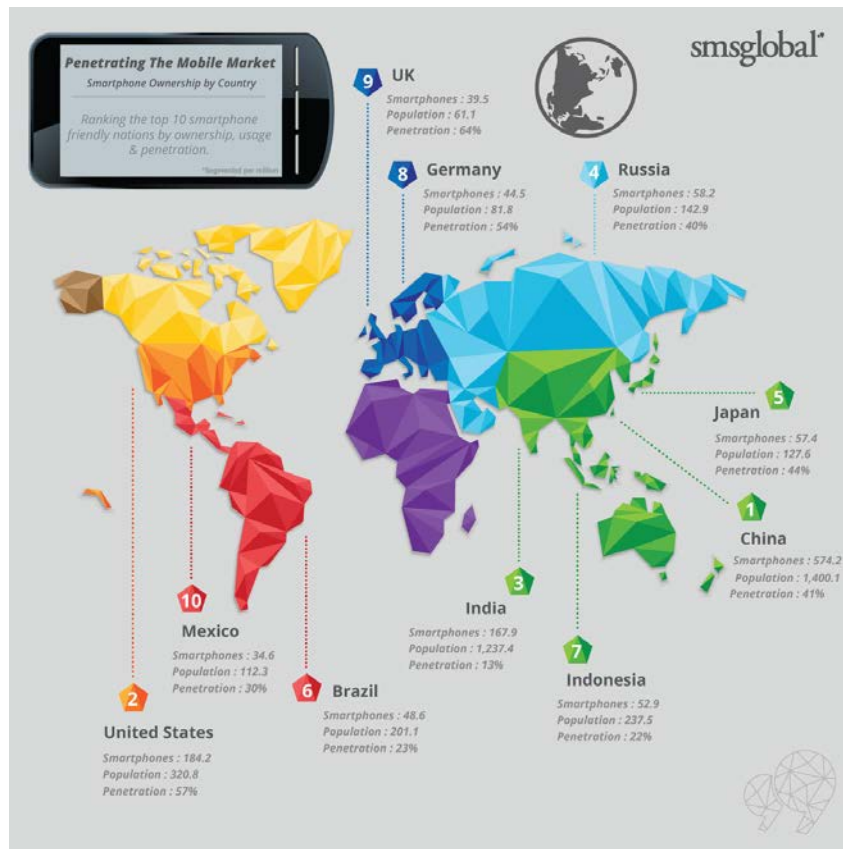 Penetrating The Mobile Market
Smartphone Ownership by Country
Ranking the top 10 smartphone
friendly nations by ownership, usage
& penetration.
*Segmented per million
smsglobal
9
UK
Smartphones : 39.5
Population : 61.1
Penetration : 64%
8
Germany
Smartphones : 44.5
Population : 81.8
Penetration : 54%
4
Russia
Smartphones : 58.2
Population : 142.9
Penetration : 40%
5
Japan
Smartphones : 57.4
Population : 127.6
Penetration : 44%
1
China
Smartphones : 574.2
Population : 1,400.1
Penetration : 41%
3
India
Smartphones : 167.9
Population : 1,237.4
Penetration : 13%
10
Mexico
Smartphones : 34.6
Population : 112.3
Penetration : 30%
7
Indonesia
Smartphones : 52.9
Population : 237.5
Penetration : 22%
6
Brazil
Smartphones : 48.6
Population : 201.1
Penetration : 23%
2
United States
Smartphones : 184.2
Population : 320.8
Penetration : 57%